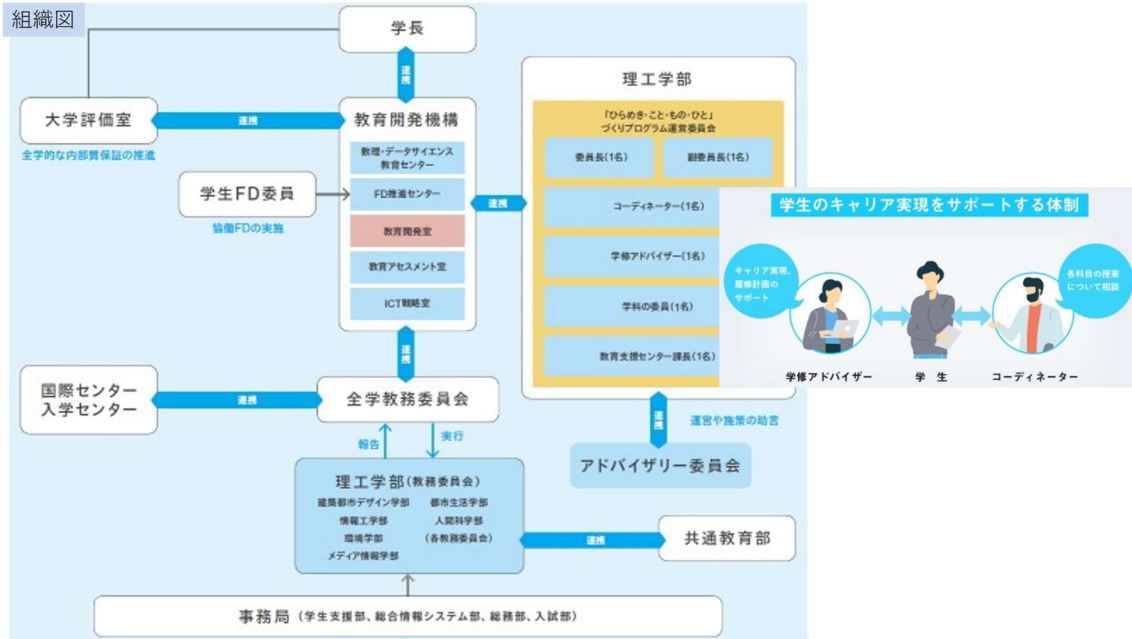 組織図
学長
連携
大学評価室
連携
教育開発機構
全学的な内部質保証の推進
数理・データサイエンス
教育センター
FD推進センター
教育開発室
教育アセスメント室
ICT戦略室
学生FD委員
協働FDの実施
連携
理工学部
「ひらめき・こと・もの・ひと」
づくりプログラム運営委員会
委員長(1名)
副委員長(1名)
コーディネーター(1名)
学修アドバイザー(1名)
学科の委員(1名)
教育支援センター課長(1名)
学生のキャリア実現をサポートする体制
キャリア実現、
履修計画の
サポート
各科目の授業
について相談
学修アドバイザー
学 生
コーディネーター
連携
国際センター
入学センター
連携
全学教務委員会
連携
運営や施策の助言
アドバイザリー委員会
報告
実行
理工学部(教務委員会)
建築都市デザイン学部
都市生活学部
情報工学部
人間科学部
環境学部
(各教務委員会)
メディア情報学部
連携
共通教育部
事務局(学生支援部、総合情報システム部、総務部、入試部)